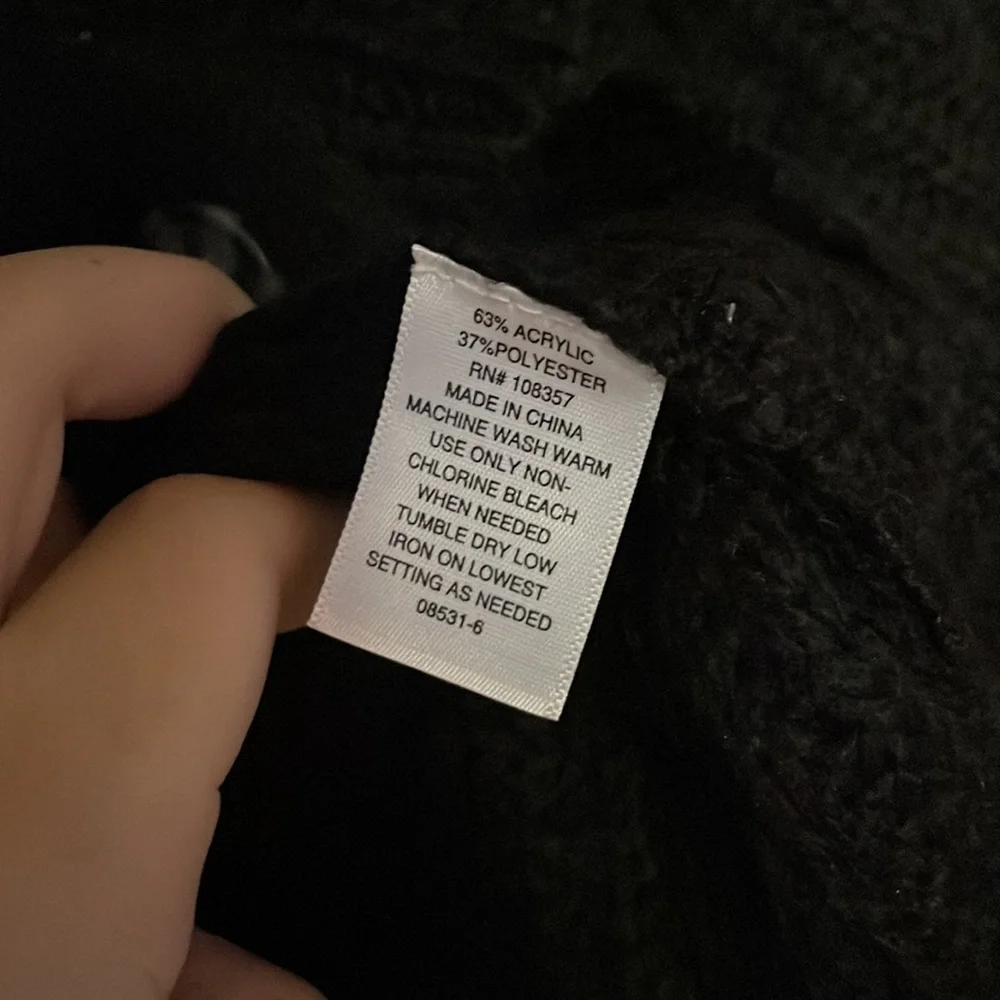 63% ACRYLIC
37%POLYESTER
RN# 108357
MADE IN CHINA
MACHINE WASH WARM
USE ONLY NON-
CHLORINE BLEACH
WHEN NEEDED
TUMBLE DRY LOW
IRON ON LOWEST
SETTING AS NEEDED
08531-6